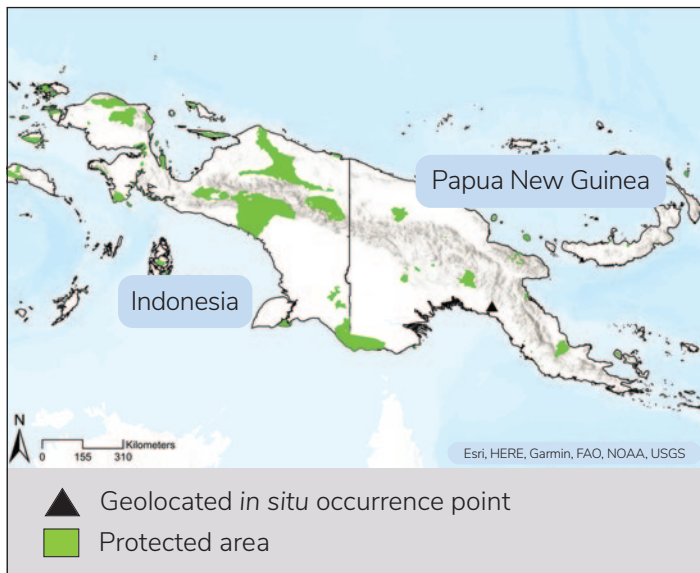 Papua New Guinea
Indonesia
N
Kilometers
0 155 310
Esri, HERE, Garmin, FAO, NOAA, USGS
Geolocated in situ occurrence point
Protected area